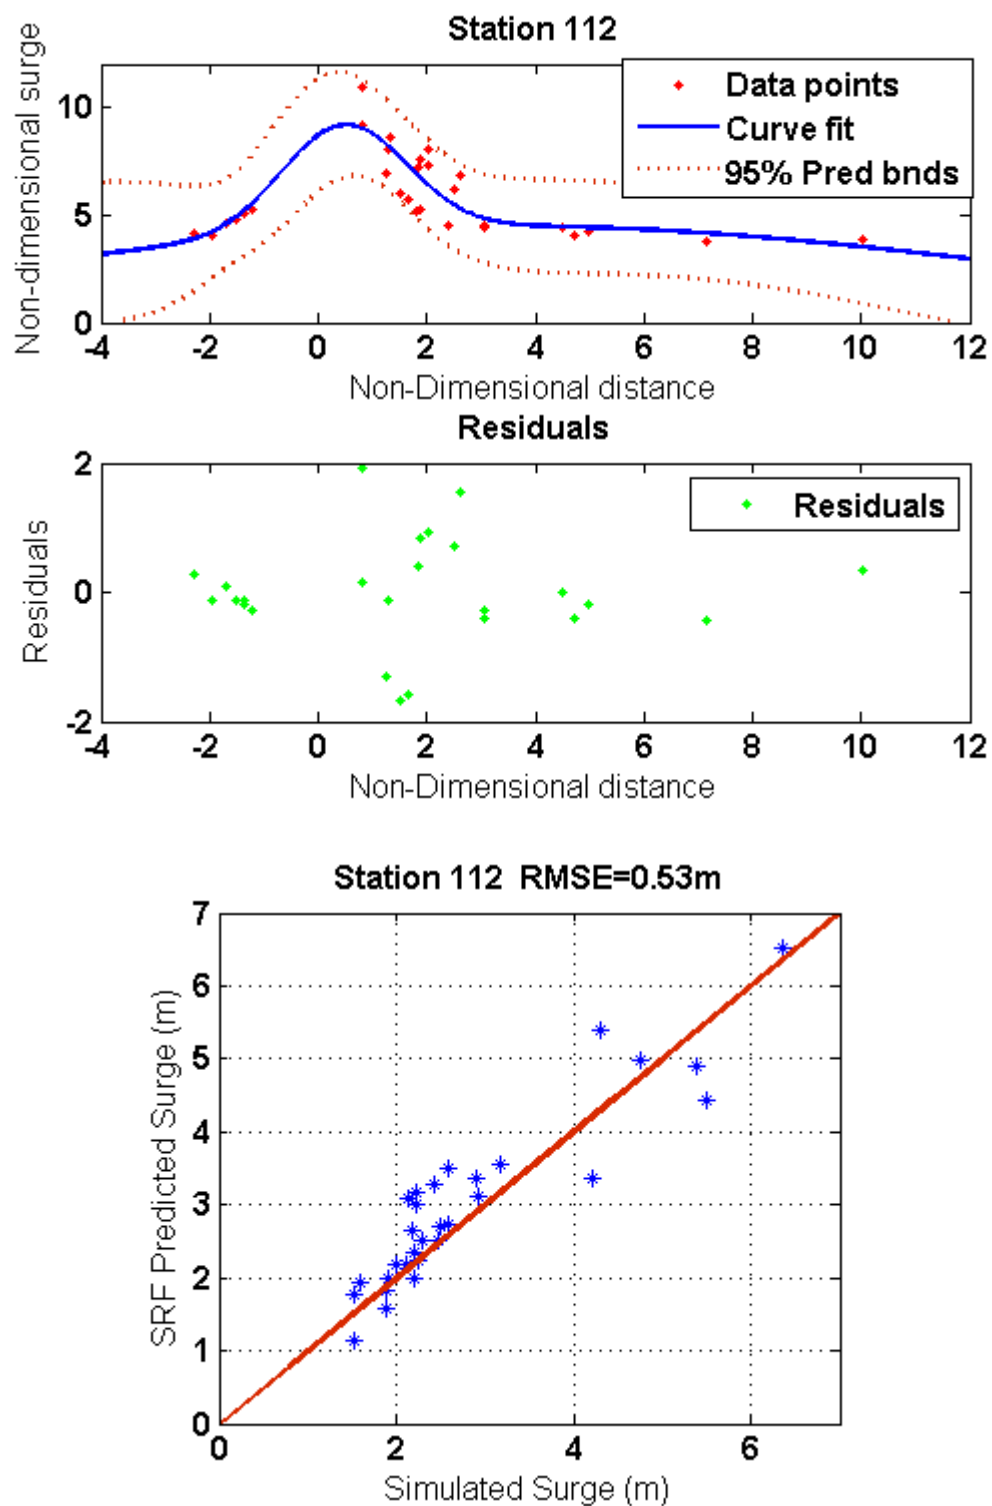 Station 112
Non-dimensional surge
10
5
0
Data points
Curve fit
95% Pred bnds
-4 -2 0 2 4 6 8 10 12
Non-Dimensional distance
Residuals
Residuals
2
0
-2
Residuals
-4 -2 0 2 4 6 8 10 12
Non-Dimensional distance
Station 112 RMSE=0.53m
SRF Predicted Surge (m)
7
6
5
4
3
2
1
0
0 2 4 6
Simulated Surge (m)